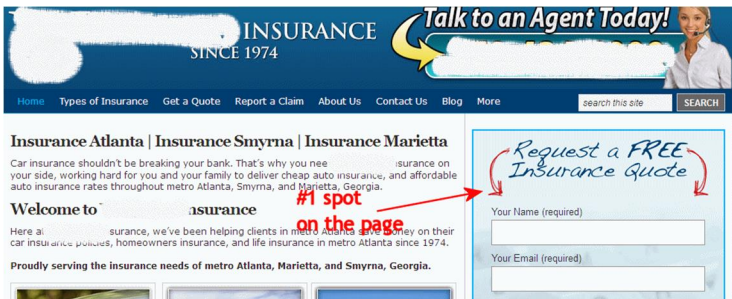 INSURANCE
SINCE 1974
Talk to an Agent Today!
Home Types of Insurance Get a Quote Report a Claim About Us Contact Us Blog More search this site SEARCH
Insurance Atlanta | Insurance Smyrna | Insurance Marietta
Car insurance shouldn't be breaking your bank. That's why you nee surance on
your side, working hard for you and your family to deliver cheap auto insurance, and affordable
auto insurance rates throughout metro Atlanta, Smyrna, and Marietta, Georgia.
#1 spot
on the page
Welcome to nsurance
Here a surance, we've been helping clients in metro Atlanta save money on their
car insurance policies, homeowners insurance, and life insurance in metro Atlanta since 1974.
Proudly serving the insurance needs of metro Atlanta, Marietta, and Smyrna, Georgia.
Request a FREE
Insurance Quote
Your Name (required)
Your Email (required)